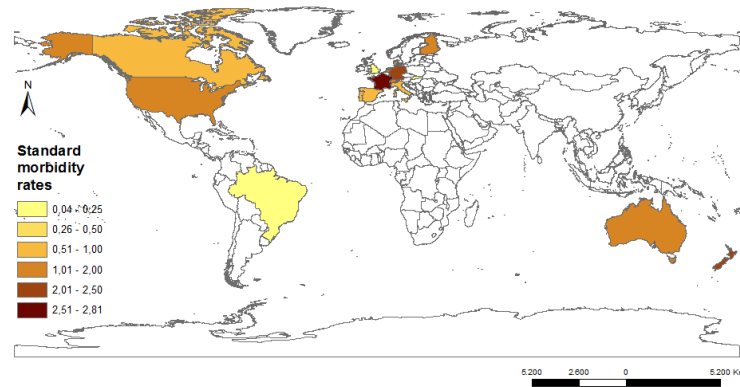 N
Standard
morbidity
rates
0,04 - 0,25
0,26 - 0,50
0,51 - 1,00
1,01 - 2,00
2,01 - 2,50
2,51 - 2,81
5.200 2.600 0 5.200 K